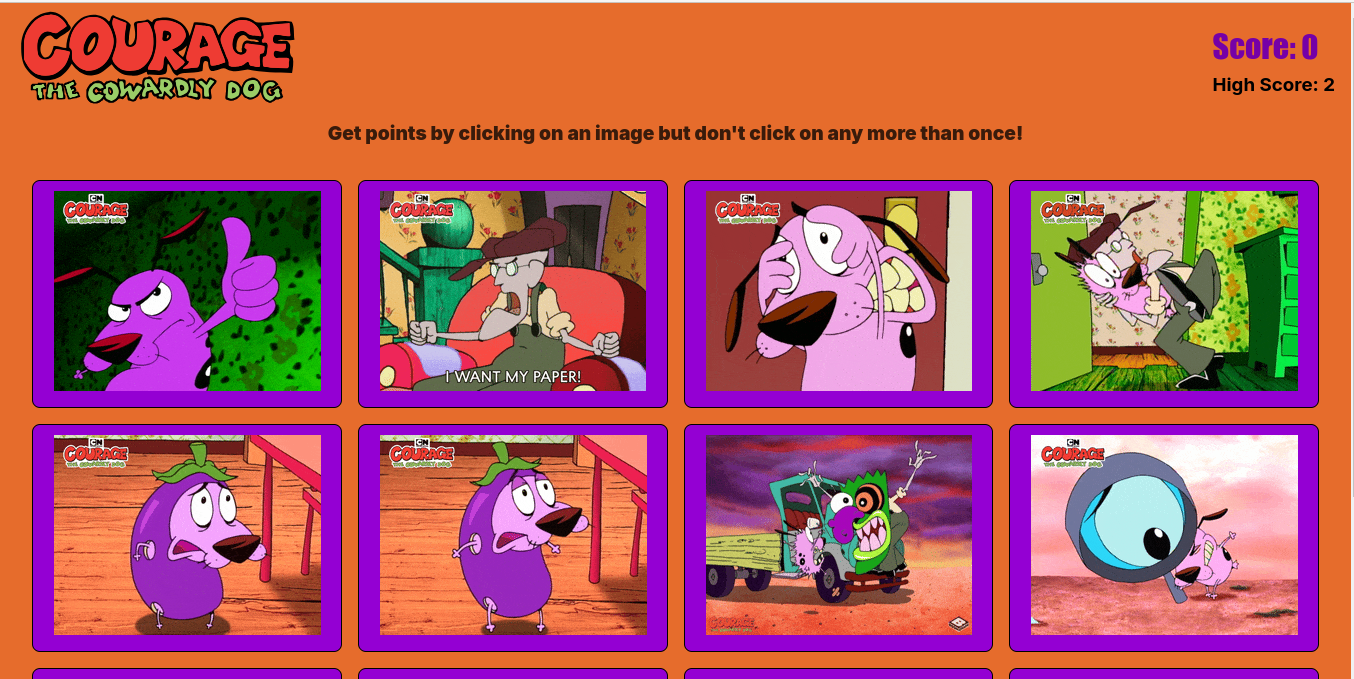 COURAGE
THE COWARDLY DOG
Score: 0
High Score: 2
Get points by clicking on an image but don't click on any more than once!
CN
COURAGE
THE COWARDLY DOG
CN
COURAGE
THE COWARDLY DOG
I WANT MY PAPER!
CN
COURAGE
THE COWARDLY DOG
CN
COURAGE
THE COWARDLY DOG
CN
COURAGE
THE COWARDLY DOG
CN
COURAGE
THE COWARDLY DOG
COURAGE
CN
COURAGE
THE COWARDLY DOG